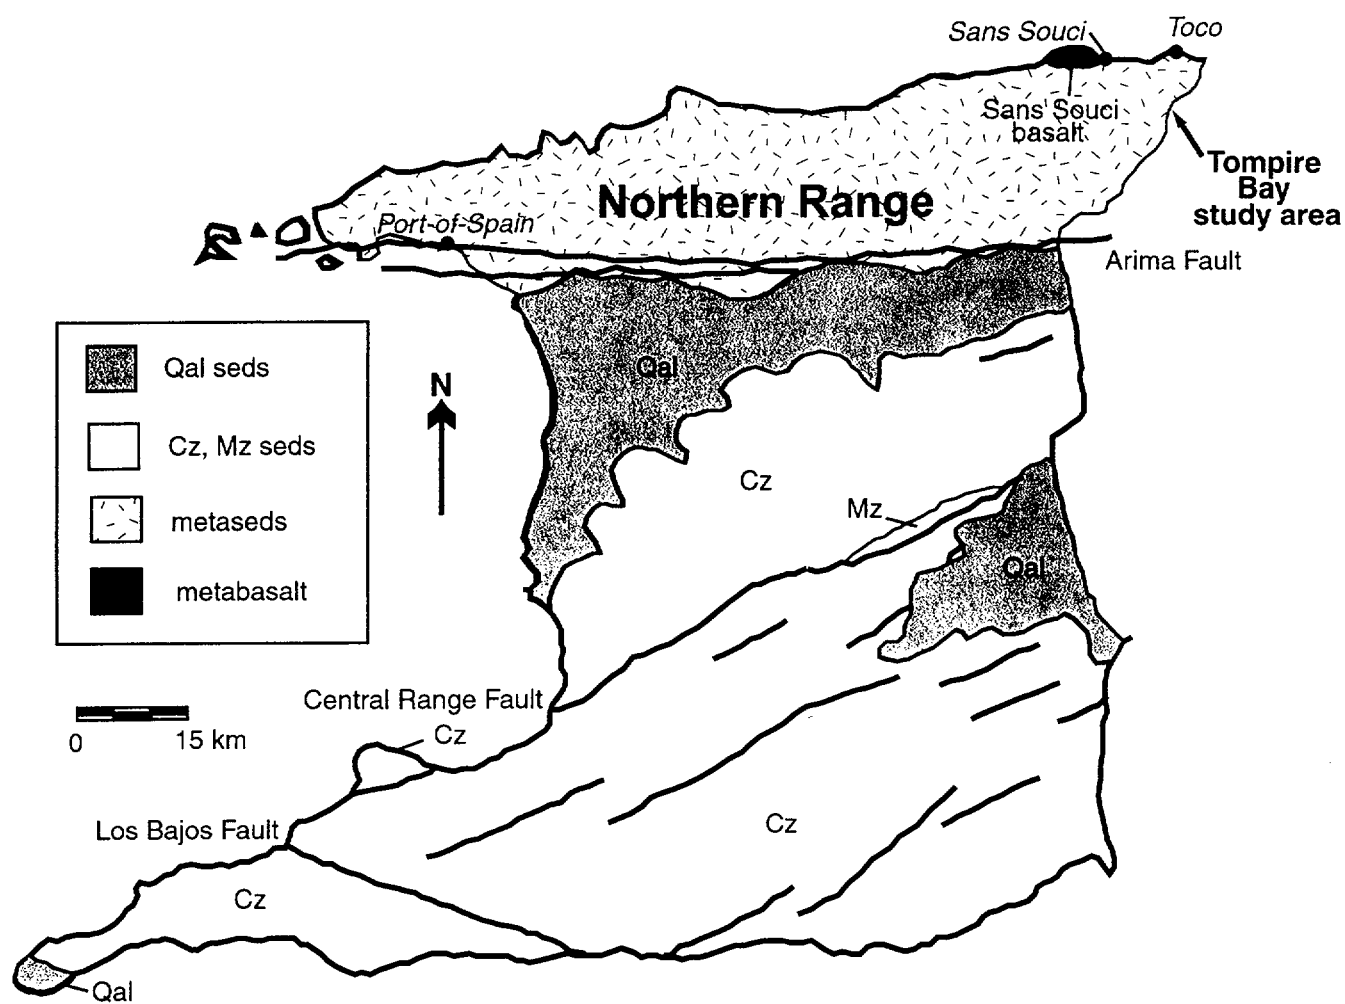 Sans Souci
Toco
Sans Souci
basalt
Tompire
Bay
study area
Northern Range
Port-of-Spain
Arima Fault
Qal
Qal seds
N
Cz, Mz seds
Cz
Mz
metaseds
Qal
metabasalt
Central Range Fault
Cz
0
15 km
Los Bajos Fault
Cz
Cz
Qal